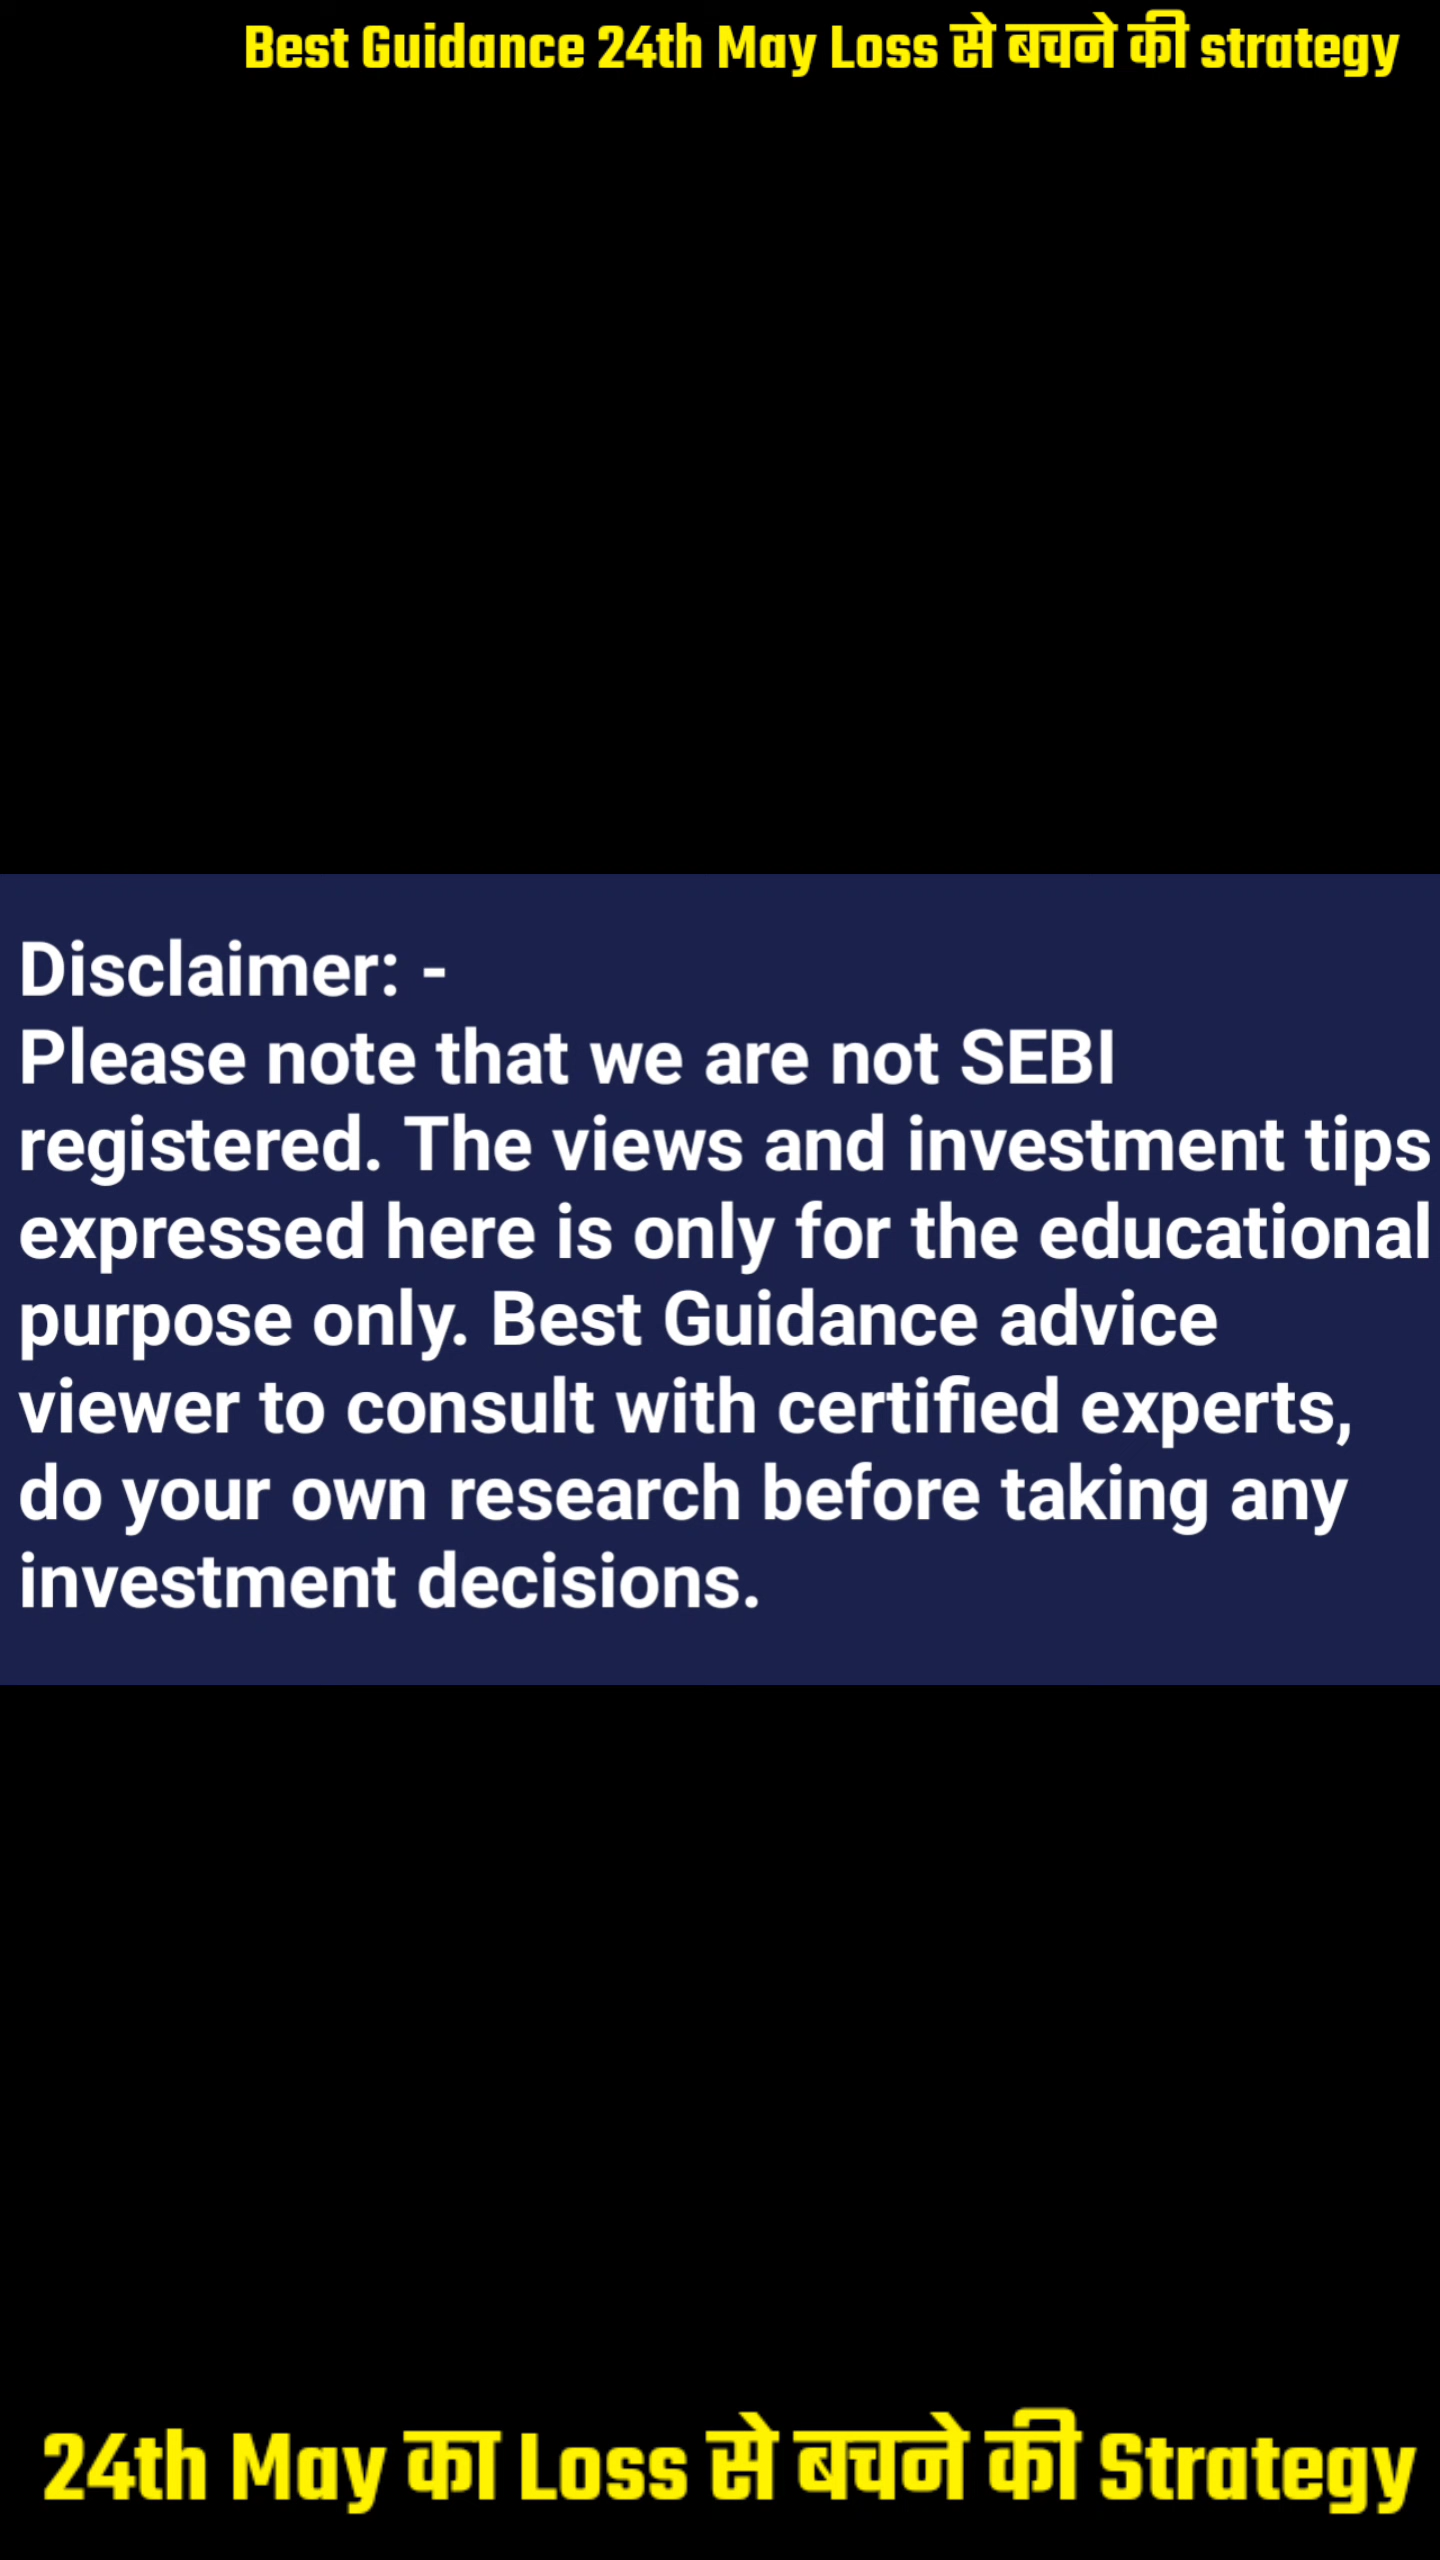 Best Guidance 24th May Loss से बचने की strategy
Disclaimer: -
Please note that we are not SEBI
registered. The views and investment tips
expressed here is only for the educational
purpose only. Best Guidance advice
viewer to consult with certified experts,
do your own research before taking any
investment decisions.
24th May का Loss से बचने की Strategy